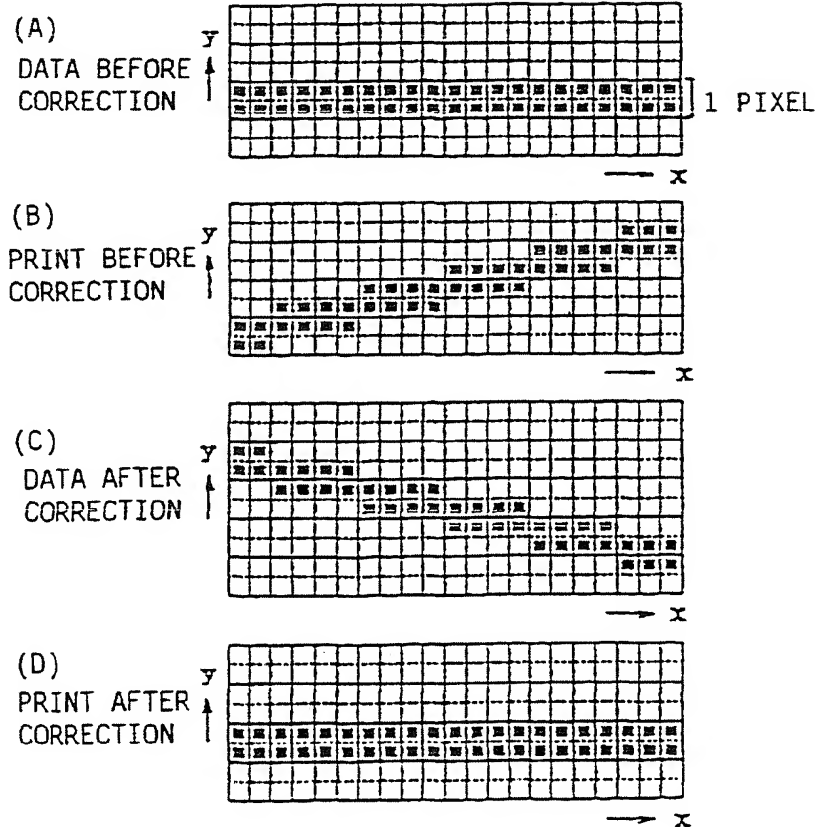 (A)
y
DATA BEFORE
CORRECTION
1 PIXEL
x
(B)
y
PRINT BEFORE
CORRECTION
x
(C)
y
DATA AFTER
CORRECTION
x
(D)
y
PRINT AFTER
CORRECTION
x